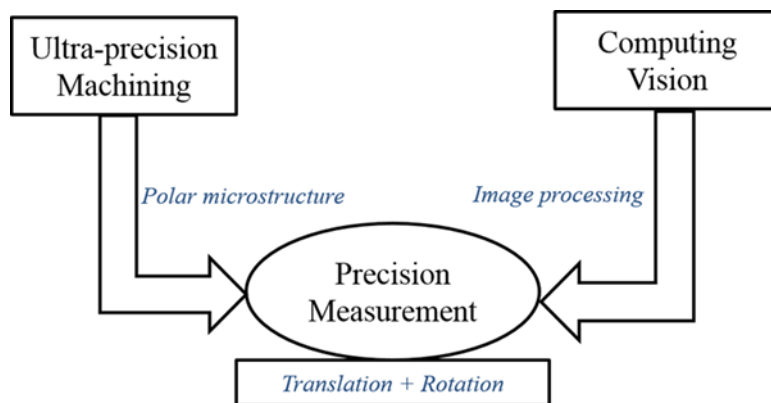 Ultra-precision
Machining
Computing
Vision
Polar microstructure
Image processing
Precision
Measurement
Translation + Rotation